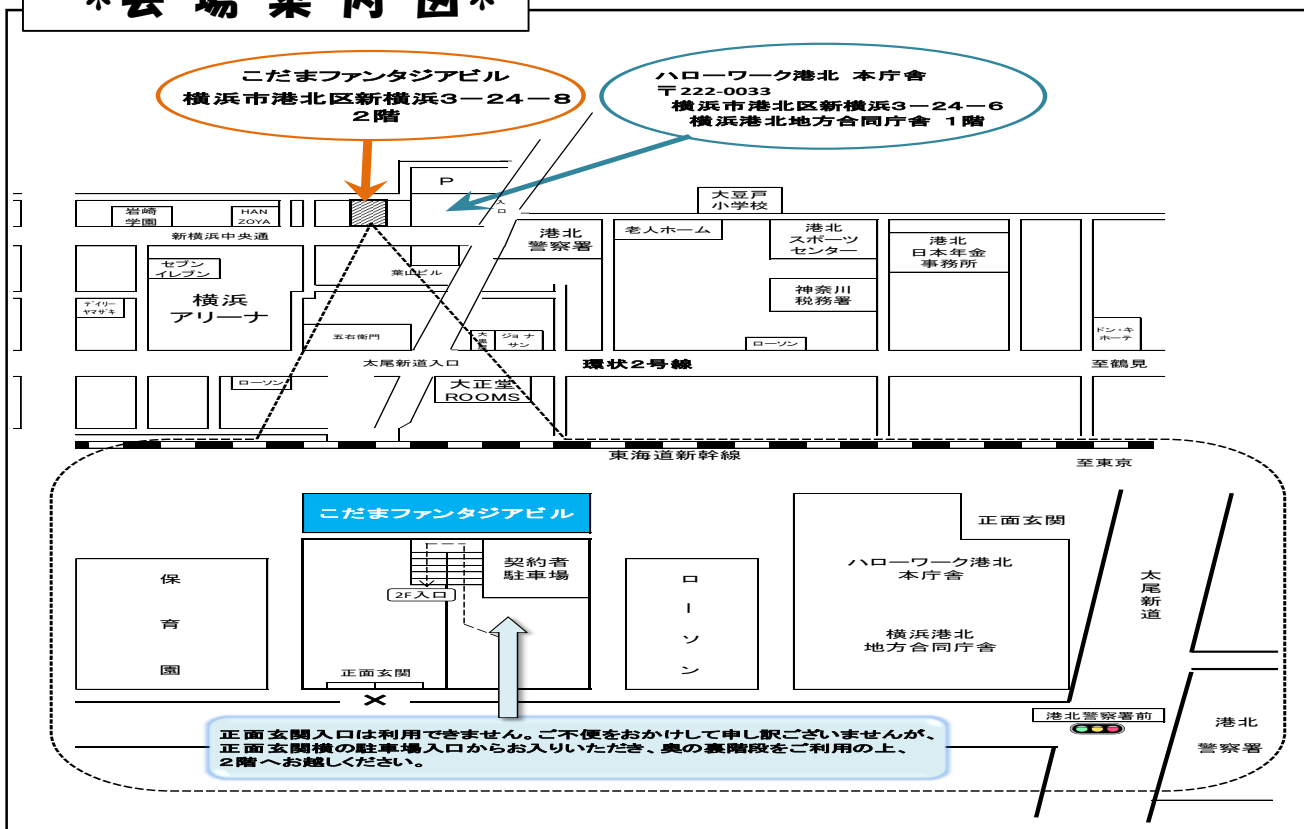 *会場案内図*
こだまファンタジアビル
横浜市港北区新横浜3－24－8
2階
ハローワーク港北 本庁舎
〒222-0033
横浜市港北区新横浜3－24－6
横浜港北地方合同庁舎 1階
P
入
口
岩崎
学園
HAN
ZOYA
新横浜中央通
大豆戸
小学校
港北
警察署
老人ホーム
港北
スポーツ
センター
港北
日本年金
事務所
セブン
イレブン
葉山ビル
横浜
アリーナ
デイリー
ヤマザキ
神奈川
税務署
五右衛門
ジョナ
サン
ローソン
ドン・キ
ホーテ
太尾新道入口
環状2号線
至鶴見
ローソン
大正堂
ROOMS
東海道新幹線
至東京
こだまファンタジアビル
正面玄関
契約者
駐車場
2F入口
保育園
ローソン
ハローワーク港北
本庁舎
横浜港北
地方合同庁舎
太尾新道
正面玄関
港北警察署前
港北
警察署
正面玄関入口は利用できません。ご不便をおかけして申し訳ございませんが、
正面玄関横の駐車場入口からお入りいただき、奥の裏階段をご利用の上、
2階へお越しください。